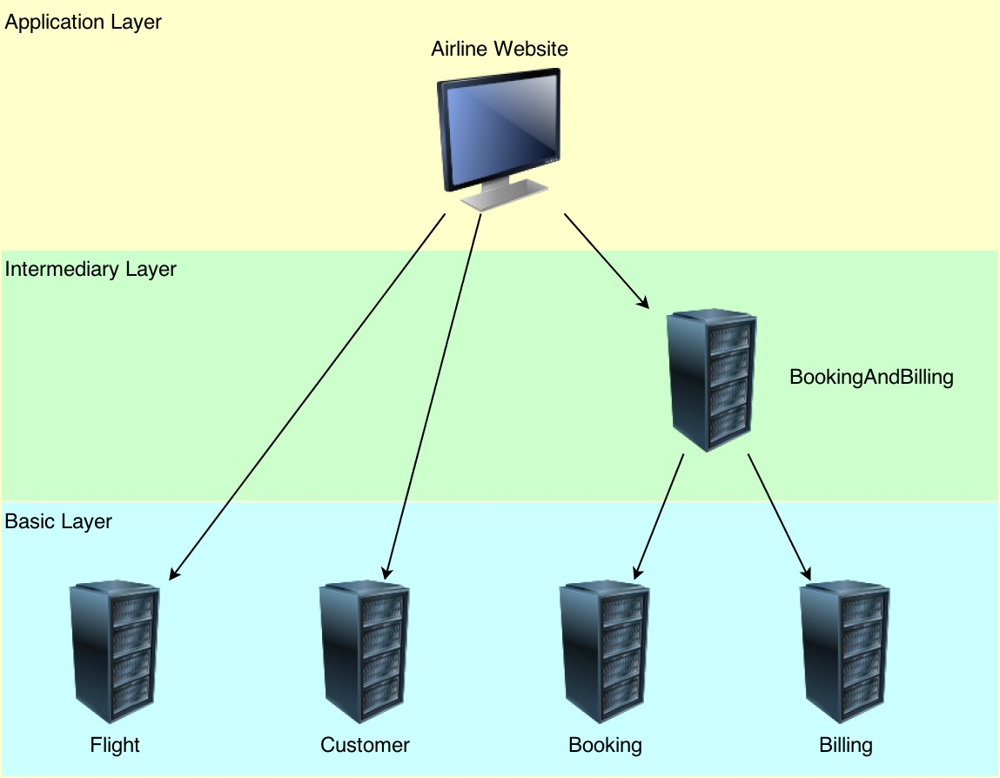 Application Layer
Airline Website
Intermediary Layer
BookingAndBilling
Basic Layer
Flight
Customer
Booking
Billing